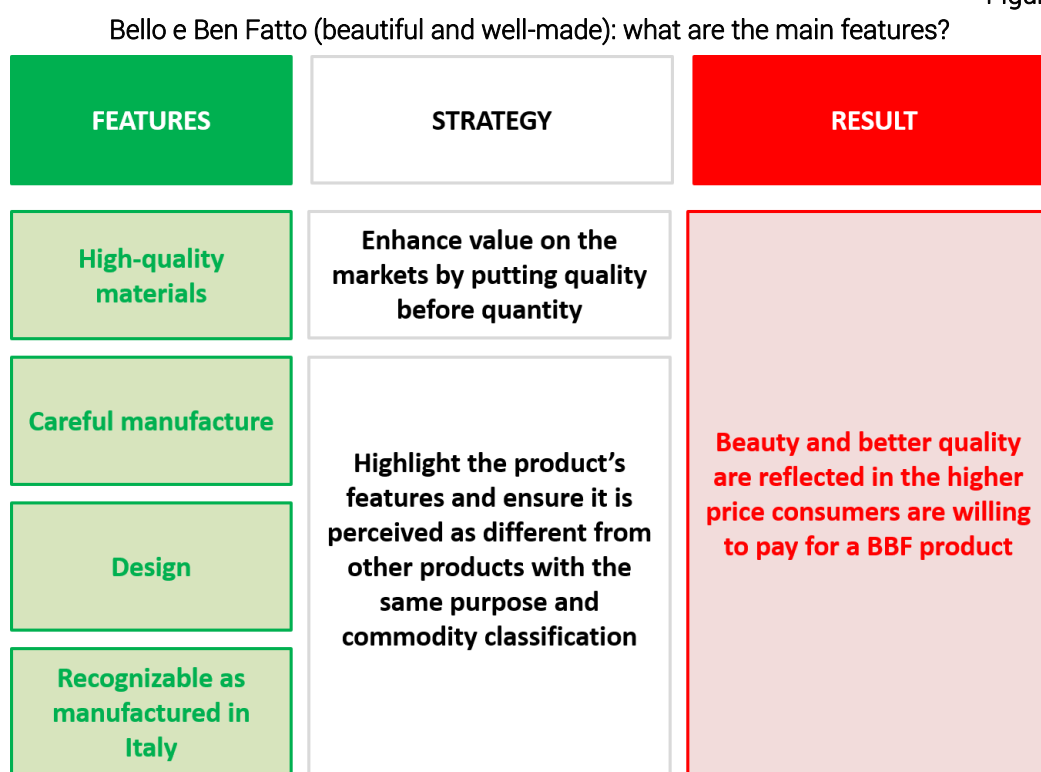 Bello e Ben Fatto (beautiful and well-made): what are the main features?
FEATURES
STRATEGY
RESULT
High-quality
materials
Enhance value on the
markets by putting quality
before quantity
Careful manufacture
Design
Recognizable as
manufactured in
Italy
Highlight the product’s
features and ensure it is
perceived as different from
other products with the
same purpose and
commodity classification
Beauty and better quality
are reflected in the higher
price consumers are willing
to pay for a BBF product